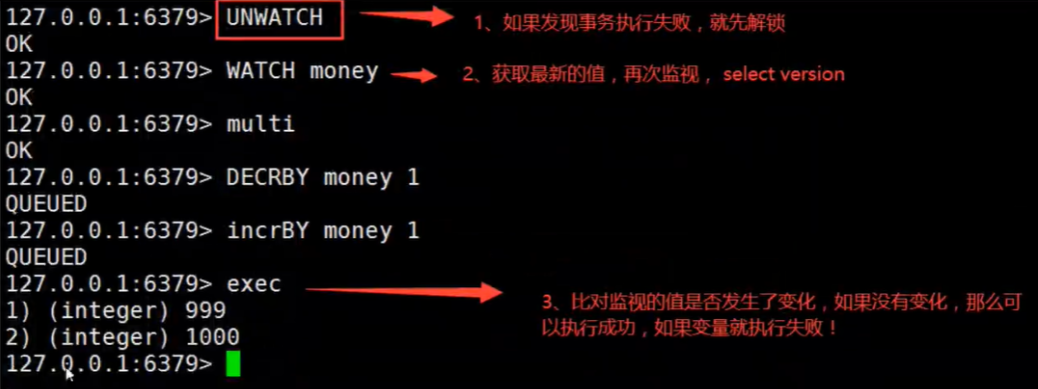 127.0.0.1:6379> UNWATCH
1、如果发现事务执行失败，就先解锁
OK
127.0.0.1:6379> WATCH money
2、获取最新的值，再次监视， select version
OK
127.0.0.1:6379> multi
OK
127.0.0.1:6379> DECRBY money 1
QUEUED
127.0.0.1:6379> incrBY money 1
QUEUED
127.0.0.1:6379> exec
3、比对监视的值是否发生了变化，如果没有变化，那么可
以执行成功，如果变量就执行失败！
1) (integer) 999
2) (integer) 1000
127.0.0.1:6379>